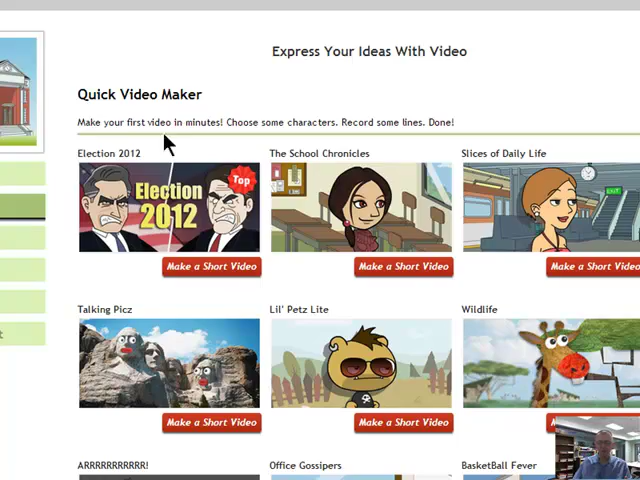 Express Your Ideas With Video
Quick Video Maker
Make your first video in minutes! Choose some characters. Record some lines. Done!
Election 2012
The School Chronicles
Slices of Daily Life
Election
2012
Top
EXIT
Make a Short Video
Make a Short Video
Make a Short Video
Talking Picz
Lil' Petz Lite
Wildlife
Make a Short Video
Make a Short Video
ARRRRRRRRRR!
Office Gossipers
BasketBall Fever